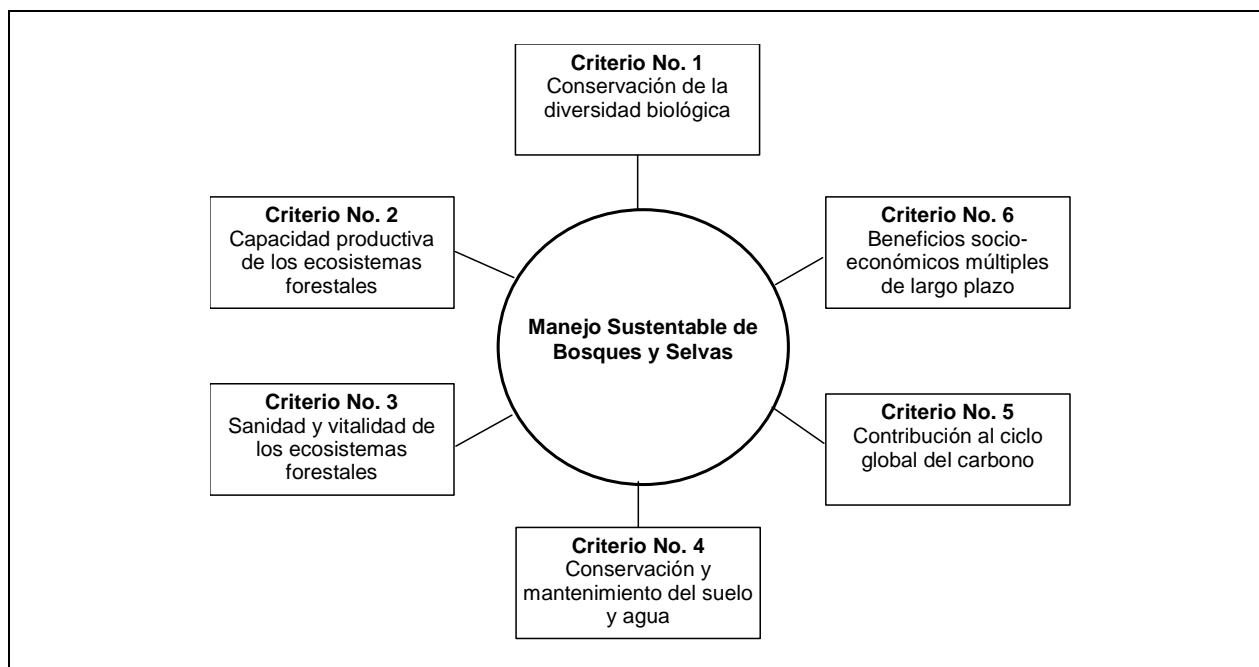 Criterio No. 1
Conservación de la
diversidad biológica
Criterio No. 2
Capacidad productiva
de los ecosistemas
forestales
Criterio No. 6
Beneficios socio-
económicos múltiples
de largo plazo
Manejo Sustentable de
Bosques y Selvas
Criterio No. 3
Sanidad y vitalidad de
los ecosistemas
forestales
Criterio No. 5
Contribución al ciclo
global del carbono
Criterio No. 4
Conservación y
mantenimiento del suelo
y agua